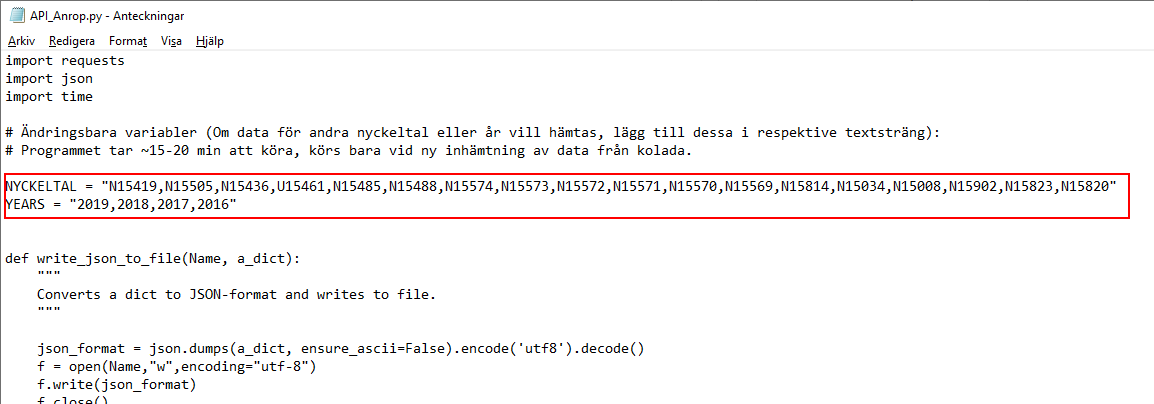 API_Anrop.py - Anteckningar
Arkiv Redigera Format Visa Hjälp
import requests
import json
import time
# Ändringsbara variabler (Om data för andra nyckeltal eller år vill hämtas, lägg till dessa i respektive textsträng):
# Programmet tar ~15-20 min att köra, körs bara vid ny inhämtning av data från kolada.
NYCKELTAL = "N15419,N15505,N15436,U15461,N15485,N15488,N15574,N15573,N15572,N15571,N15570,N15569,N15814,N15034,N15008,N15902,N15823,N15820"
YEARS = "2019,2018,2017,2016"
def write_json_to_file(Name, a_dict):
"""
Converts a dict to JSON-format and writes to file.
"""
json_format = json.dumps(a_dict, ensure_ascii=False).encode('utf8').decode()
f = open(Name,"w",encoding="utf-8")
f.write(json_format)
f.close()